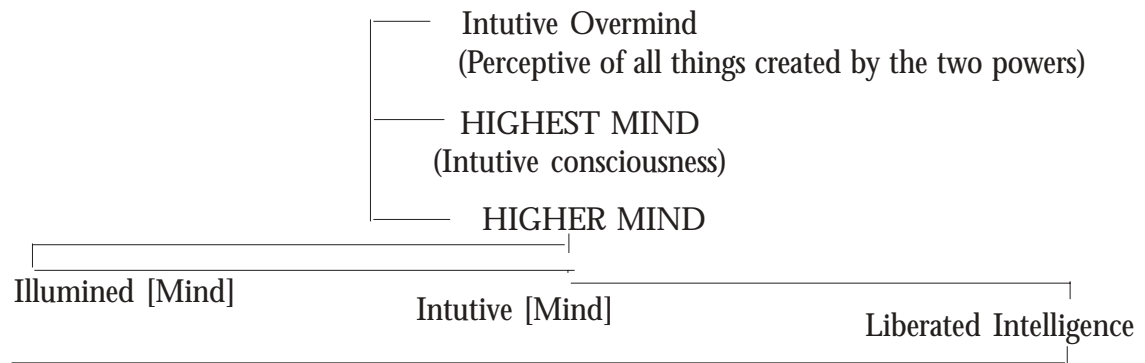 Intutive Overmind
(Perceptive of all things created by the two powers)
HIGHEST MIND
(Intutive consciousness)
HIGHER MIND
Illumined [Mind]
Intutive [Mind]
Liberated Intelligence